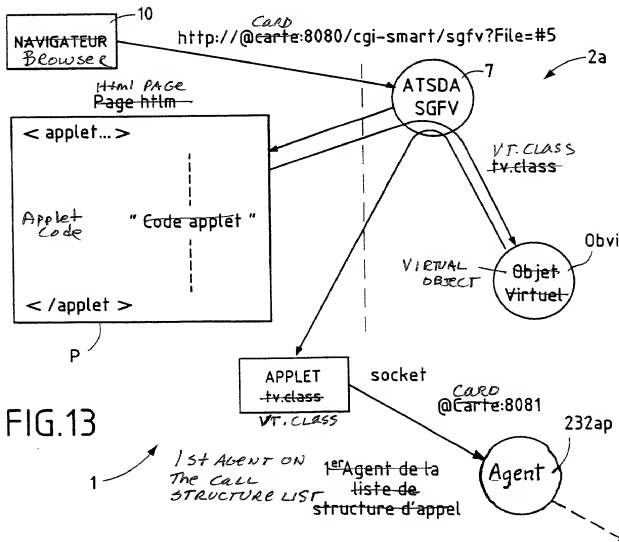 10
CARD
http://@carte:8080/cgi-smart/sgfv?File=#5
NAVIGATEUR
BROWSER
7
2a
Html PAGE
Page htlm
ATSDA
SGFV
< applet...>
VT.CLASS
tv.class
Applet
Code
" Code applet "
VIRTUAL
OBJECT
Objet
Virtuel
Obvi
</applet >
P
APPLET
tv.class
VT.CLASS
socket
CARD
@Carte:8081
FIG.13
232ap
1
1st AGENT ON
The CALL
STRUCTURE LIST
1erAgent de la
liste de
structure d'appel
Agent